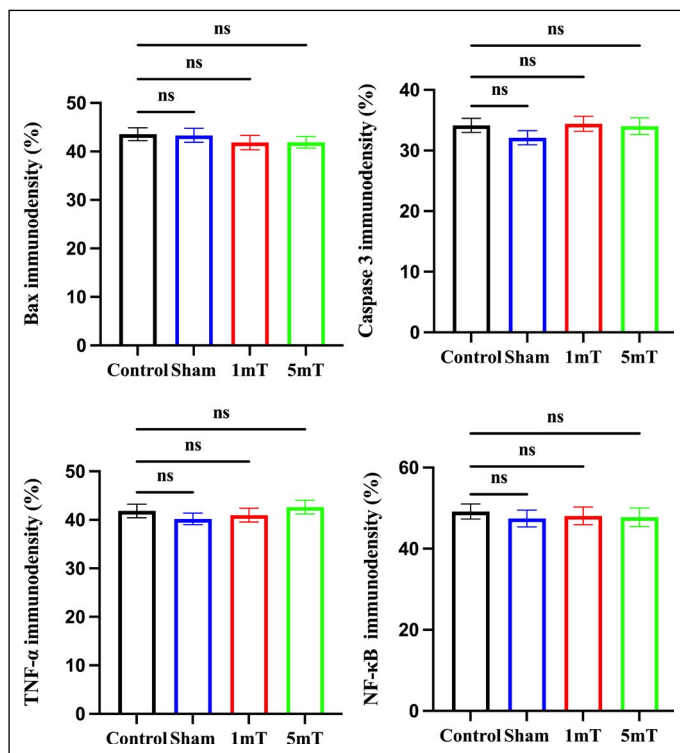 ns
ns
ns
Bax immunodensity (%)
50
40
30
20
10
0
Control Sham 1mT 5mT
ns
ns
ns
Caspase 3 immunodensity (%)
40
30
20
10
0
Control Sham 1mT 5mT
ns
ns
ns
TNF-α immunodensity (%)
50
40
30
20
10
0
Control Sham 1mT 5mT
ns
ns
ns
NF-κB immunodensity (%)
60
40
20
0
Control Sham 1mT 5mT